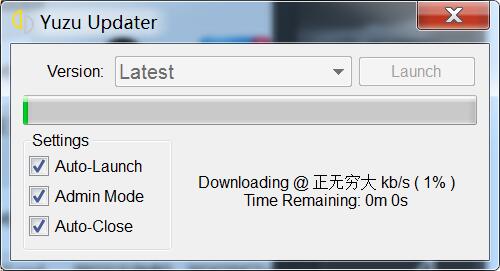 Yuzu Updater
Version: Latest Launch
Settings
Auto-Launch
Admin Mode
Auto-Close
Downloading @ 正无穷大 kb/s ( 1% )
Time Remaining: 0m 0s